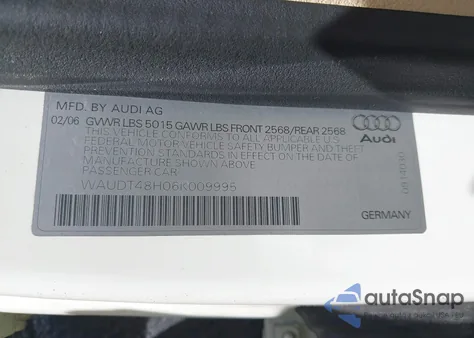 MFD. BY AUDI AG
02/06 GVWR LBS 5015 GAWR LBS FRONT 2568/REAR 2568
THIS VEHICLE CONFORMS TO ALL APPLICABLE U.S.
FEDERAL MOTOR VEHICLE SAFETY BUMPER AND THEFT
PREVENTION STANDARDS IN EFFECT ON THE DATE OF
MANUFACTURE SHOWN ABOVE
PASSENGER CAR
WAUDT48H06K009995
Audi
GERMANY
autoSnap